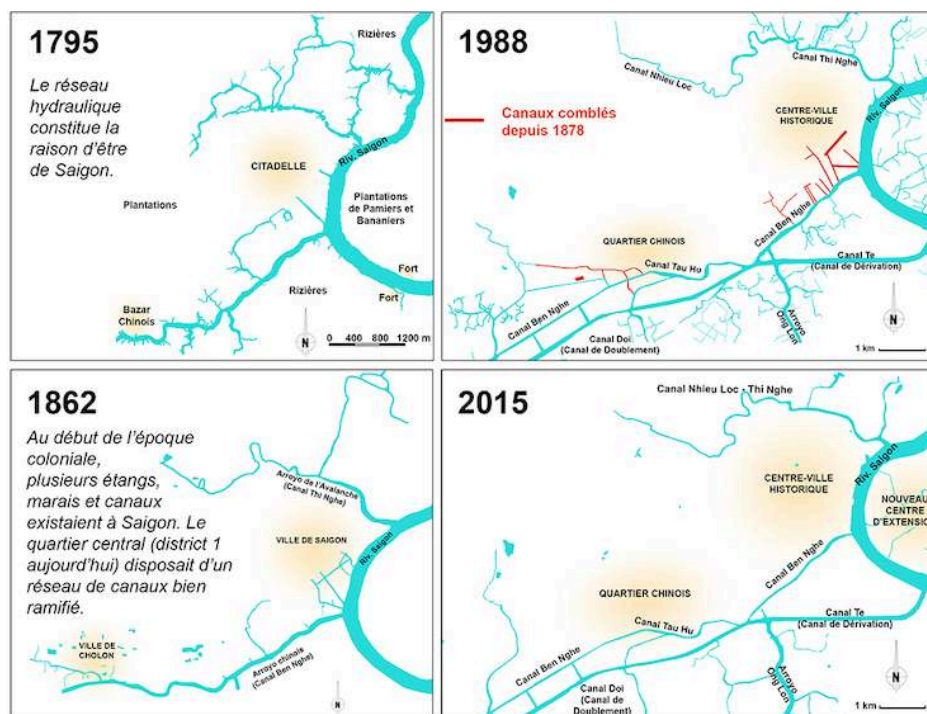 1795
Le réseau
hydraulique
constitue la
raison d'être
de Saigon.
Rizières
CITADELLE
Riv. Saigon
Plantations
Plantations
de Pamiers et
Bananiers
Fort
Fort
Rizières
Bazar
Chinois
N
0 400 800 1200 m
1988
Canal Thi Nghe
Canal Nhieu Loc
Canaux comblés
depuis 1878
CENTRE-VILLE
HISTORIQUE
Riv. Saigon
Canal Ben Nghe
QUARTIER CHINOIS
Canal Tau Hu
Canal Te
(Canal de Dérivation)
Canal Ben Nghe
Canal Doi
(Canal de Doublement)
Arroyo
Ong Lon
N
1 km
1862
Au début de l'époque
coloniale,
plusieurs étangs,
marais et canaux
existaient à Saigon. Le
quartier central (district 1
aujourd'hui) disposait d'un
réseau de canaux bien
ramifié.
Arroyo de l'Avalanche
(Canal Thi Nghe)
VILLE DE SAIGON
Riv. Saigon
VILLE DE
CHOLON
Arroyo chinois
(Canal Ben Nghe)
N
2015
Canal Nhieu Loc - Thi Nghe
CENTRE-VILLE
HISTORIQUE
Riv. Saigon
NOUVEAU
CENTRE
D'EXTENSION
Canal Ben Nghe
QUARTIER CHINOIS
Canal Tau Hu
Canal Te
(Canal de Dérivation)
Canal Ben Nghe
Canal Doi
(Canal de
Doublement)
Arroyo
Ong Lon
N
1 km